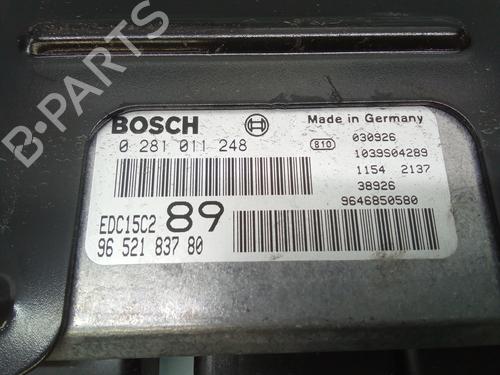 B-PARTS
BOSCH
Made in Germany
0 281 011 248
810
030926
1039S04289
1154 2137
38926
9646850580
EDC15C2 89
96 521 837 80